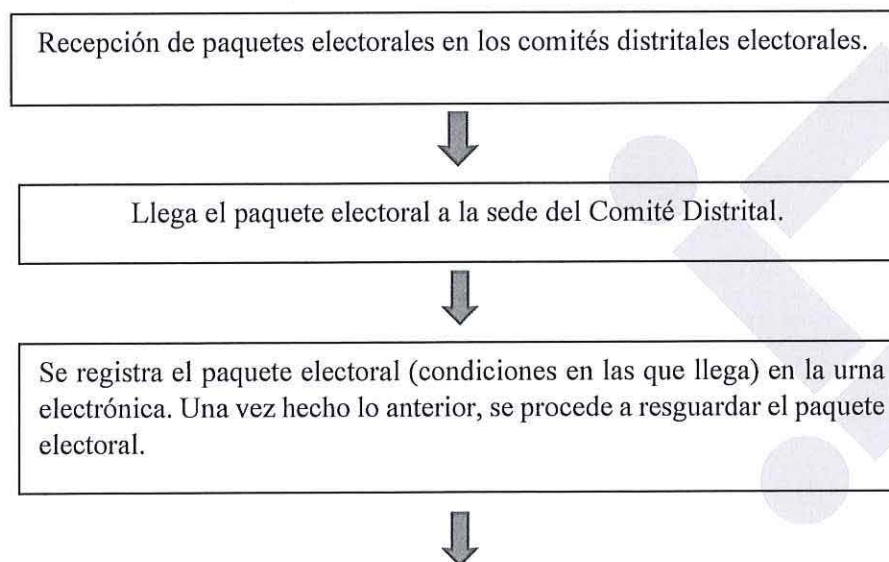 Recepción de paquetes electorales en los comités distritales electorales.
Llega el paquete electoral a la sede del Comité Distrital.
Se registra el paquete electoral (condiciones en las que llega) en la urna
electrónica. Una vez hecho lo anterior, se procede a resguardar el paquete
electoral.